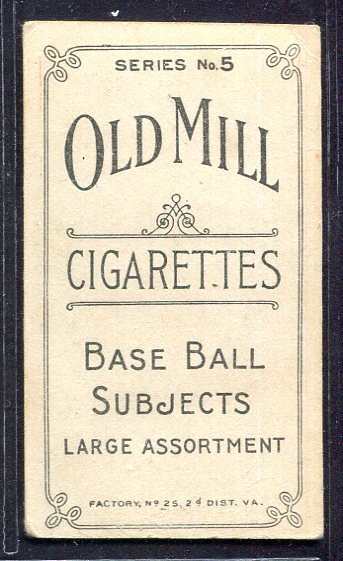 SERIES No. 5
OLD MILL
CIGARETTES
BASE BALL
SUBJECTS
LARGE ASSORTMENT
FACTORY, No 25, 2d DIST. VA.